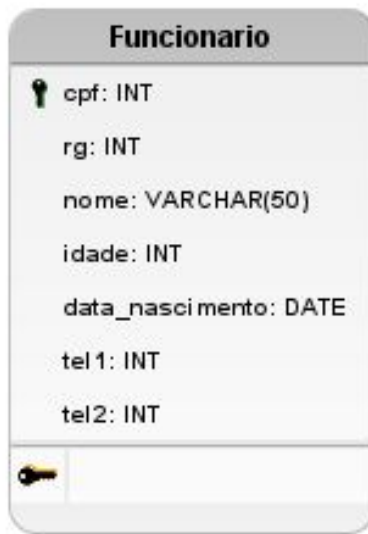 Funcionario
cpf: INT
rg: INT
nome: VARCHAR(50)
idade: INT
data_nascimento: DATE
tel1: INT
tel2: INT